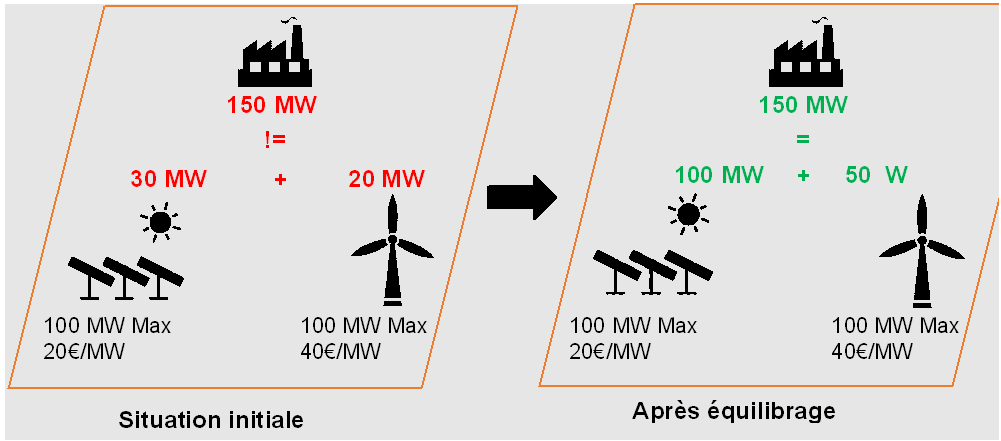 150 MW
!=
30 MW + 20 MW
100 MW Max
20€/MW
100 MW Max
40€/MW
Situation initiale
150 MW
=
100 MW + 50 W
100 MW Max
20€/MW
100 MW Max
40€/MW
Après équilibrage